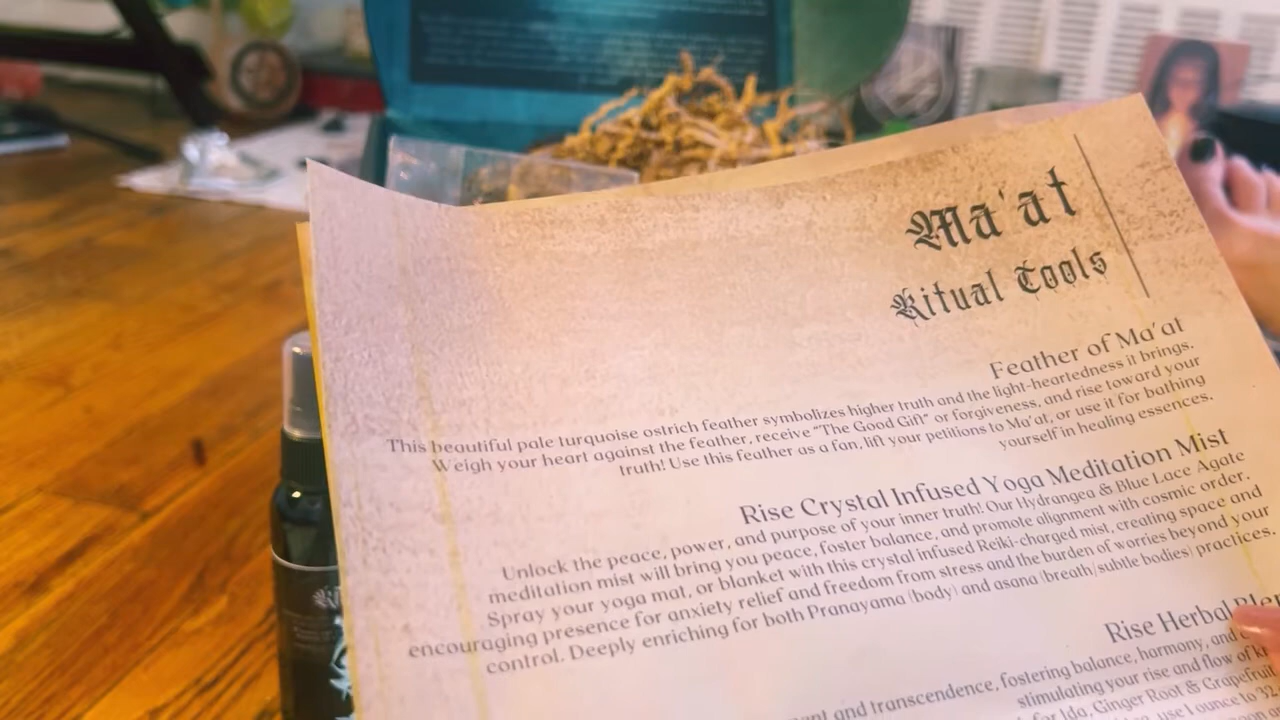 Ma'at
Ritual Tools
Feather of Ma'at
This beautiful pale turquoise ostrich feather symbolizes higher truth and the light-heartedness it brings.
Weigh your heart against the feather, receive "The Good Gift" or forgiveness, and rise toward your
truth! Use this feather as a fan, lift your petitions to Ma'at, or use it for bathing
yourself in healing essences.
Rise Crystal Infused Yoga Meditation Mist
Unlock the peace, power, and purpose of your inner truth! Our Hydrangea & Blue Lace Agate
meditation mist will bring you peace, foster balance, and promote alignment with cosmic order.
Spray your yoga mat, or blanket with this crystal infused Reiki-charged mist, creating space and
encouraging presence for anxiety relief and freedom from stress and the burden of worries beyond your
control. Deeply enriching for both Pranayama (body) and asana (breath/subtle bodies) practices.
Rise Herbal
and transcendence, fostering balance, harmony, and
stimulating your rise and flow of
for Ida, Ginger Root & Grapefruit
use 1 ounce to 32